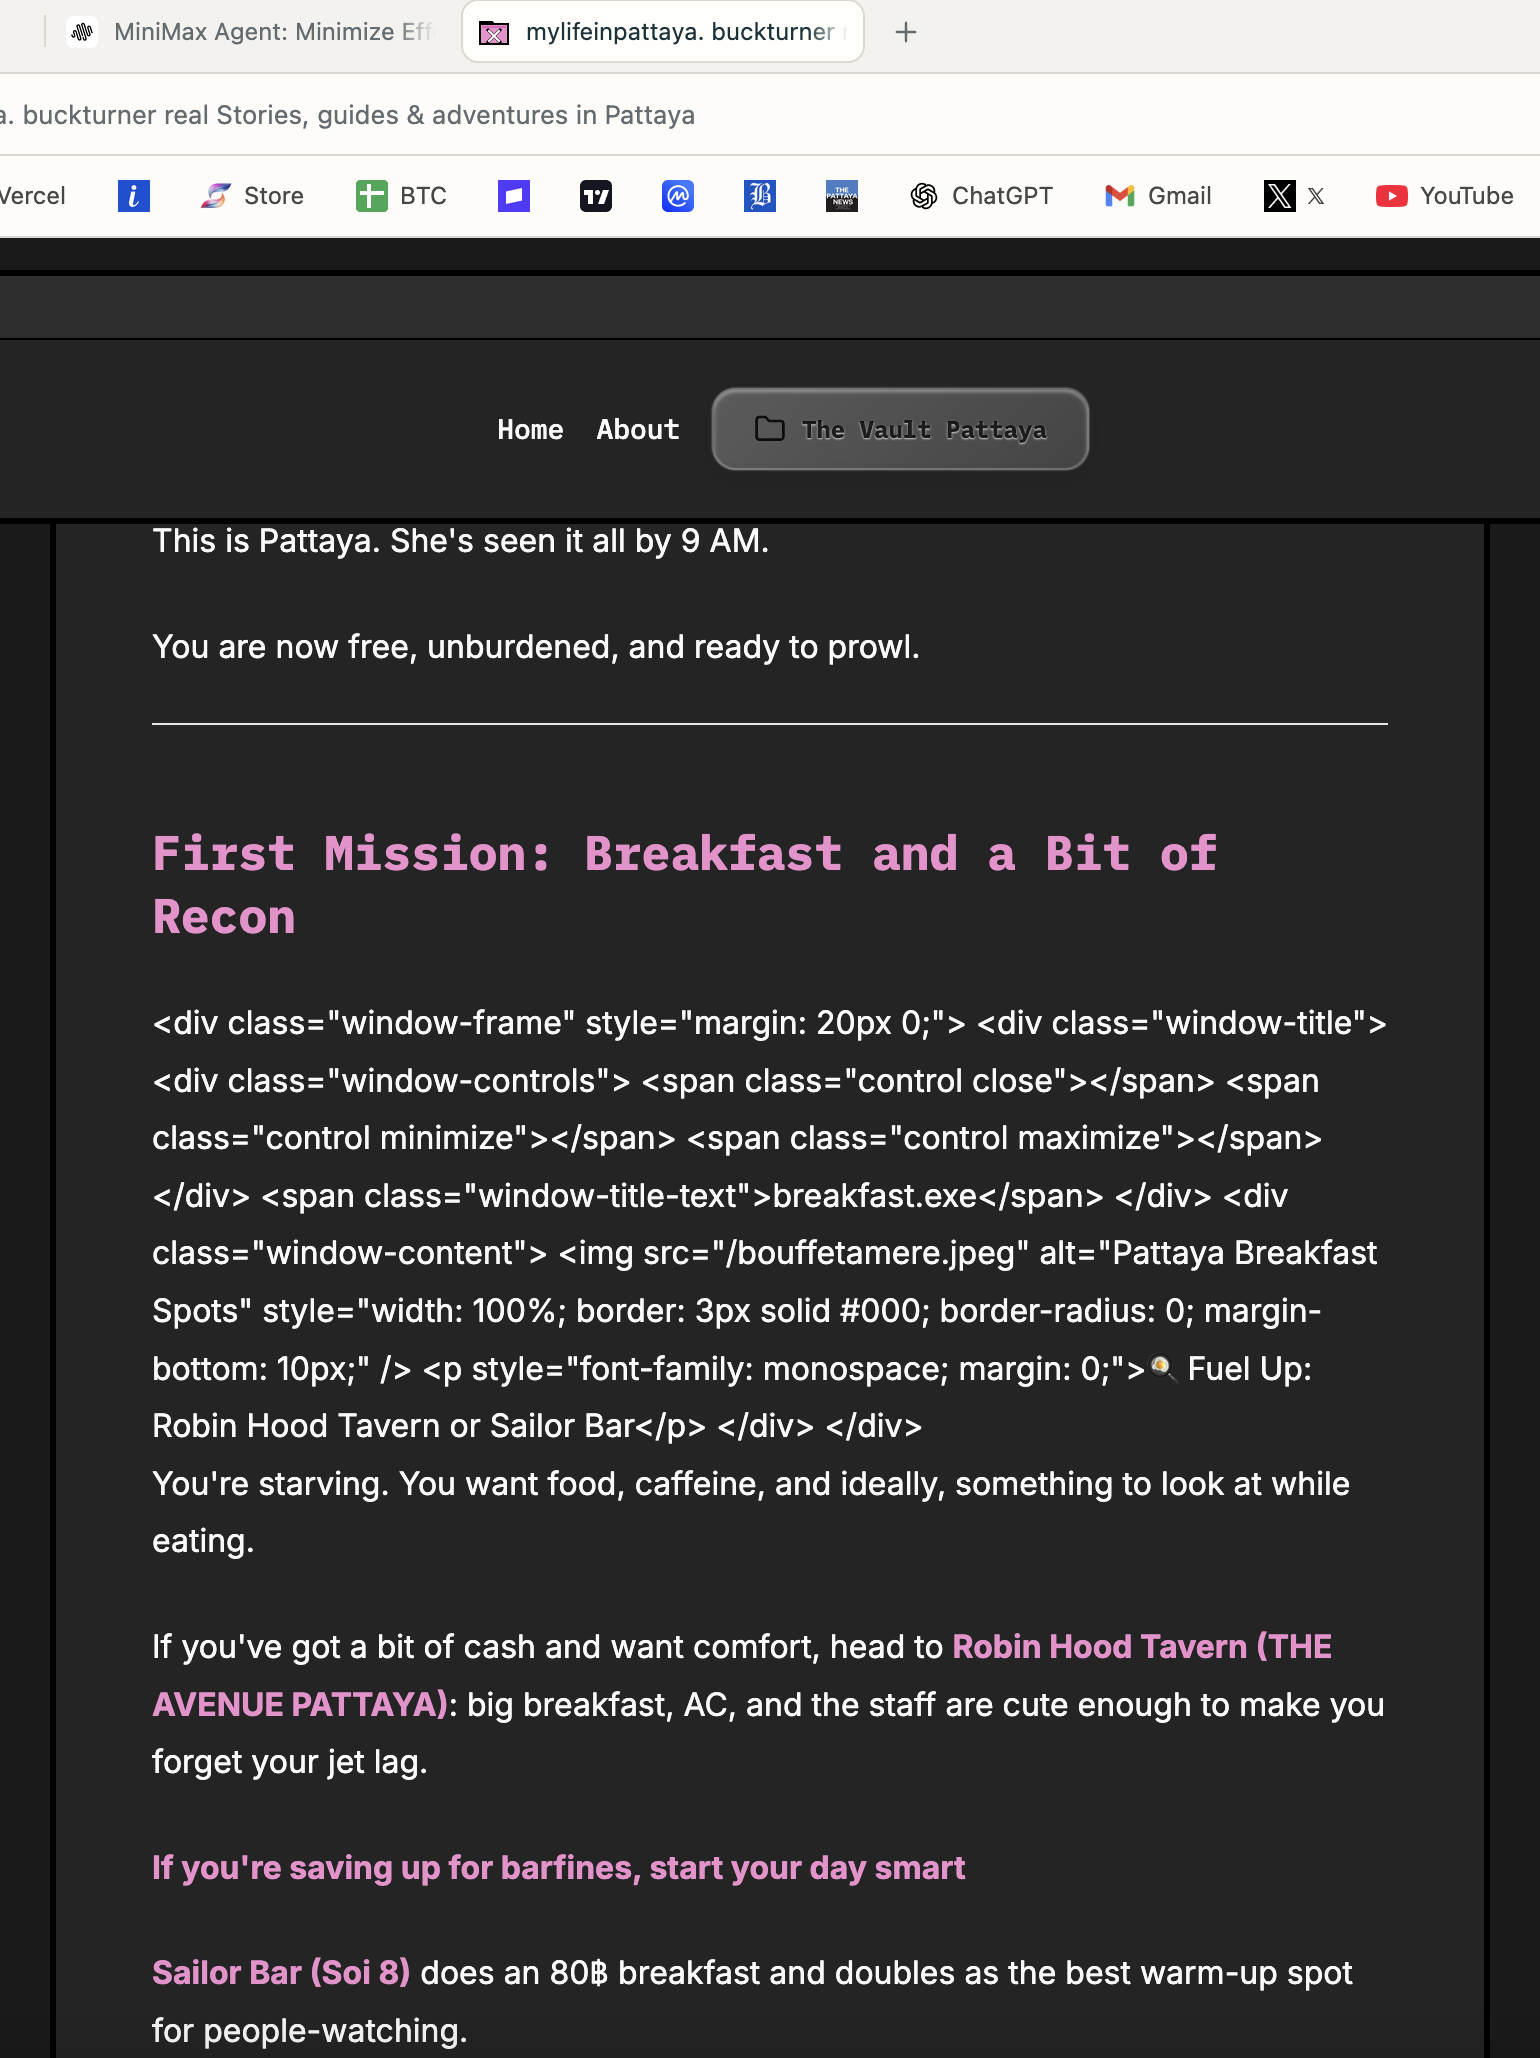 MiniMax Agent: Minimize Eff
mylifeinpattaya. buckturner
a. buckturner real Stories, guides & adventures in Pattaya
Vercel
i
Store
BTC
B
THE PATTAYA NEWS
ChatGPT
Gmail
X
YouTube
Home About The Vault Pattaya
This is Pattaya. She's seen it all by 9 AM.
You are now free, unburdened, and ready to prowl.
First Mission: Breakfast and a Bit of
Recon
<div class="window-frame" style="margin: 20px 0;"> <div class="window-title">
<div class="window-controls"> <span class="control close"></span> <span
class="control minimize"></span> <span class="control maximize"></span>
</div> <span class="window-title-text">breakfast.exe</span> </div> <div
class="window-content"> <img src="/bouffetamere.jpeg" alt="Pattaya Breakfast
Spots" style="width: 100%; border: 3px solid #000; border-radius: 0; margin-
bottom: 10px;" /> <p style="font-family: monospace; margin: 0;">🍳 Fuel Up:
Robin Hood Tavern or Sailor Bar</p> </div> </div>
You're starving. You want food, caffeine, and ideally, something to look at while
eating.
If you've got a bit of cash and want comfort, head to Robin Hood Tavern (THE
AVENUE PATTAYA): big breakfast, AC, and the staff are cute enough to make you
forget your jet lag.
If you're saving up for barfines, start your day smart
Sailor Bar (Soi 8) does an 80฿ breakfast and doubles as the best warm-up spot
for people-watching.